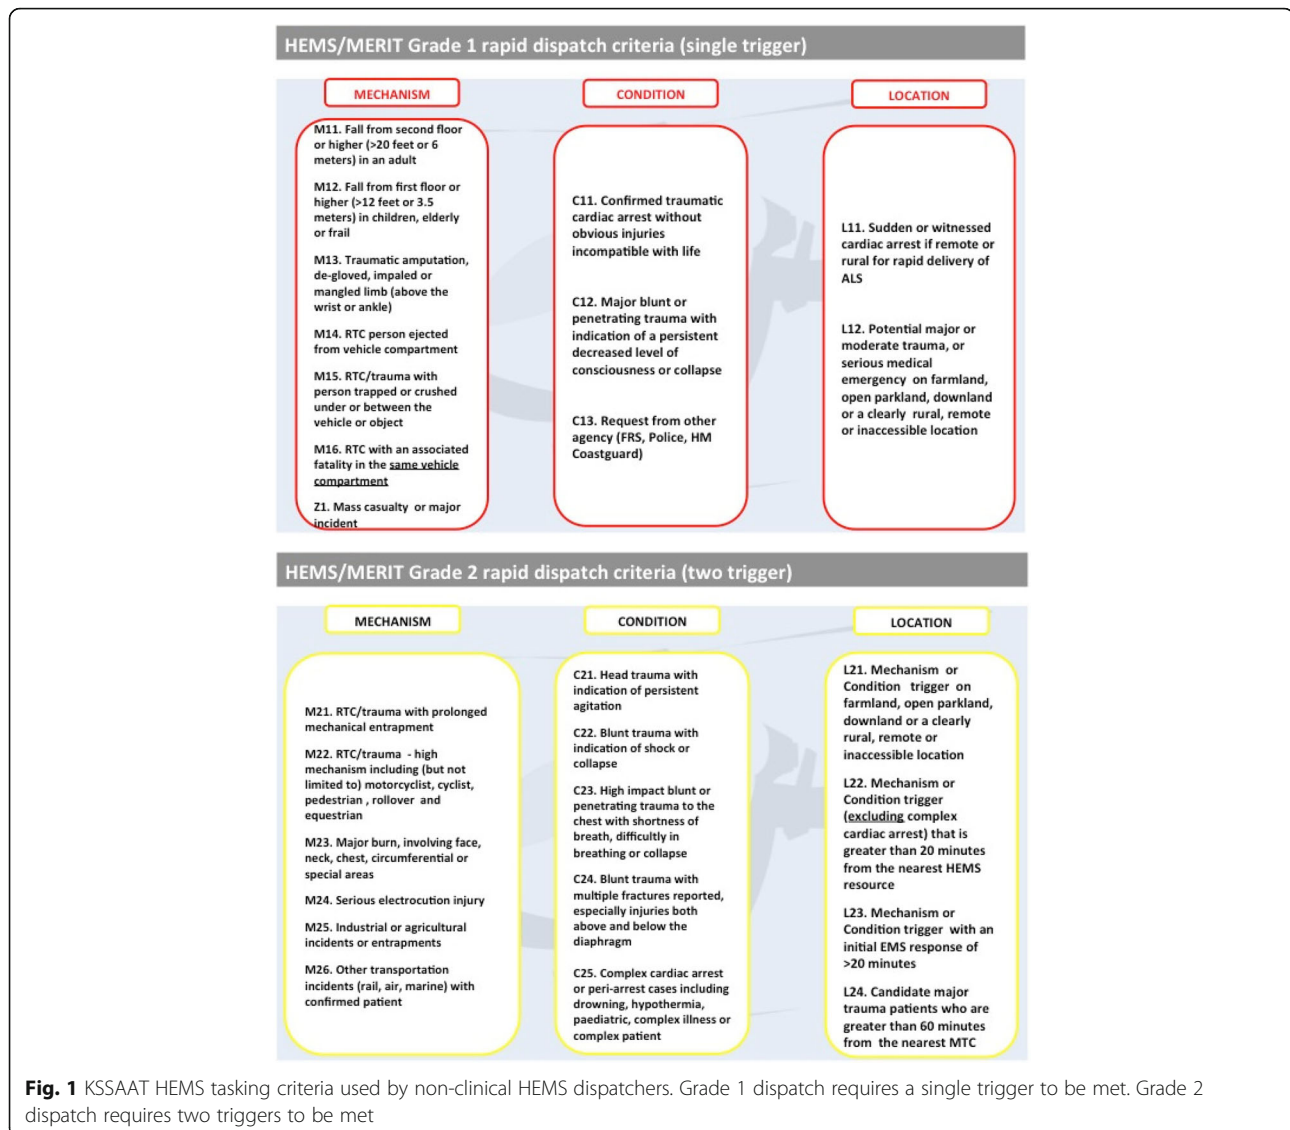 HEMS/MERIT Grade 1 rapid dispatch criteria (single trigger)
MECHANISM
M11. Fall from second floor
or higher (>20 feet or 6
meters) in an adult
M12. Fall from first floor or
higher (>12 feet or 3.5
meters) in children, elderly
or frail
M13. Traumatic amputation,
de-gloved, impaled or
mangled limb (above the
wrist or ankle)
M14. RTC person ejected
from vehicle compartment
M15. RTC/trauma with
person trapped or crushed
under or between the
vehicle or object
M16. RTC with an associated
fatality in the same vehicle
compartment
Z1. Mass casualty or major
incident
CONDITION
C11. Confirmed traumatic
cardiac arrest without
obvious injuries
incompatible with life
C12. Major blunt or
penetrating trauma with
indication of a persistent
decreased level of
consciousness or collapse
C13. Request from other
agency (FRS, Police, HM
Coastguard)
LOCATION
L11. Sudden or witnessed
cardiac arrest if remote or
rural for rapid delivery of
ALS
L12. Potential major or
moderate trauma, or
serious medical
emergency on farmland,
open parkland, downland
or a clearly rural, remote
or inaccessible location
HEMS/MERIT Grade 2 rapid dispatch criteria (two trigger)
MECHANISM
M21. RTC/trauma with prolonged
mechanical entrapment
M22. RTC/trauma - high
mechanism including (but not
limited to) motorcyclist, cyclist,
pedestrian , rollover and
equestrian
M23. Major burn, involving face,
neck, chest, circumferential or
special areas
M24. Serious electrocution injury
M25. Industrial or agricultural
incidents or entrapments
M26. Other transportation
incidents (rail, air, marine) with
confirmed patient
CONDITION
C21. Head trauma with
indication of persistent
agitation
C22. Blunt trauma with
indication of shock or
collapse
C23. High impact blunt or
penetrating trauma to the
chest with shortness of
breath, difficultly in
breathing or collapse
C24. Blunt trauma with
multiple fractures reported,
especially injuries both
above and below the
diaphragm
C25. Complex cardiac arrest
or peri-arrest cases including
drowning, hypothermia,
paediatric, complex illness or
complex patient
LOCATION
L21. Mechanism or
Condition trigger on
farmland, open parkland,
downland or a clearly
rural, remote or
inaccessible location
L22. Mechanism or
Condition trigger
(excluding complex
cardiac arrest) that is
greater than 20 minutes
from the nearest HEMS
resource
L23. Mechanism or
Condition trigger with an
initial EMS response of
>20 minutes
L24. Candidate major
trauma patients who are
greater than 60 minutes
from the nearest MTC
Fig. 1 KSSAAT HEMS tasking criteria used by non-clinical HEMS dispatchers. Grade 1 dispatch requires a single trigger to be met. Grade 2
dispatch requires two triggers to be met